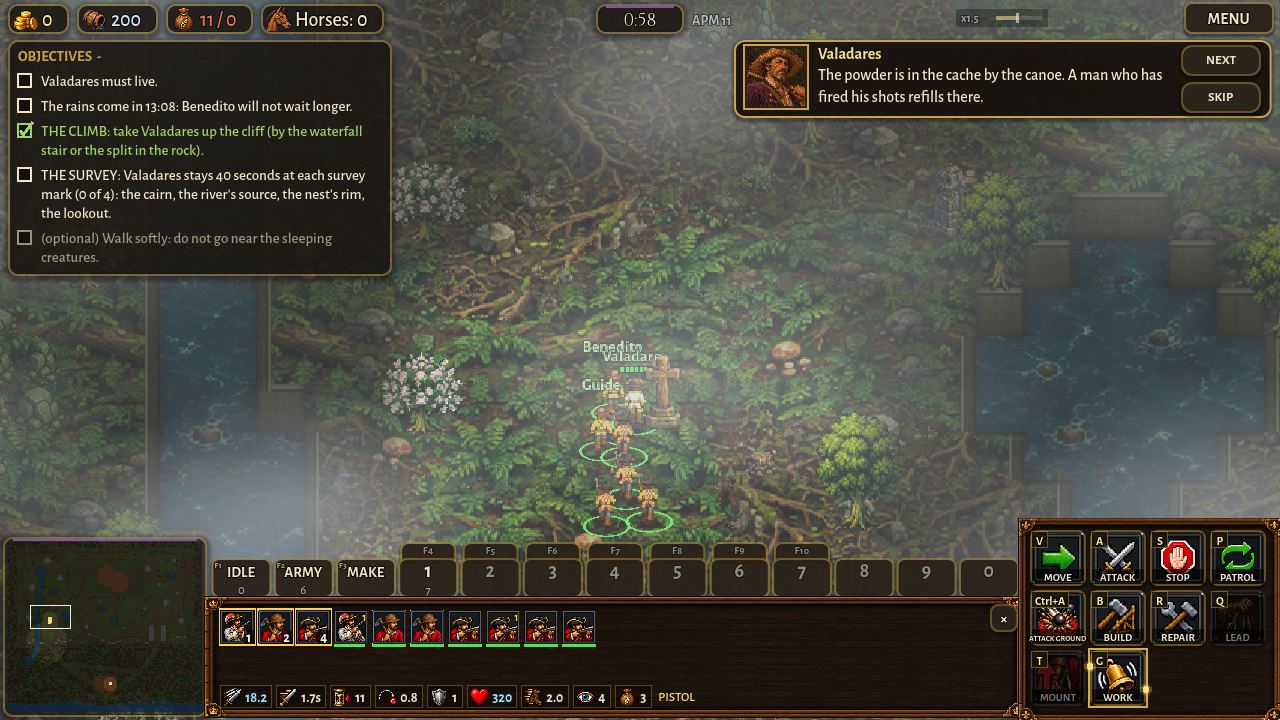 0
200
11 / 0
Horses: 0
0:58
APM 11
x1.5
MENU
OBJECTIVES -
Valadares must live.
The rains come in 13:08: Benedito will not wait longer.
THE CLIMB: take Valadares up the cliff (by the waterfall
stair or the split in the rock).
THE SURVEY: Valadares stays 40 seconds at each survey
mark (0 of 4): the cairn, the river's source, the nest's rim,
the lookout.
(optional) Walk softly: do not go near the sleeping
creatures.
Valadares
The powder is in the cache by the canoe. A man who has
fired his shots refills there.
NEXT
SKIP
Benedito
Valadares
Guide
F1 IDLE
0
F2 ARMY
6
F3 MAKE
F4
1
7
F5
2
F6
3
F7
4
F8
5
F9
6
F10
7
8
9
0
1
2
4
1
×
18.2
1.7s
11
0.8
1
320
2.0
4
3
PISTOL
V
MOVE
A
ATTACK
S
STOP
P
PATROL
Ctrl+A
ATTACK GROUND
B
BUILD
R
REPAIR
Q
LEAD
T
MOUNT
G
WORK